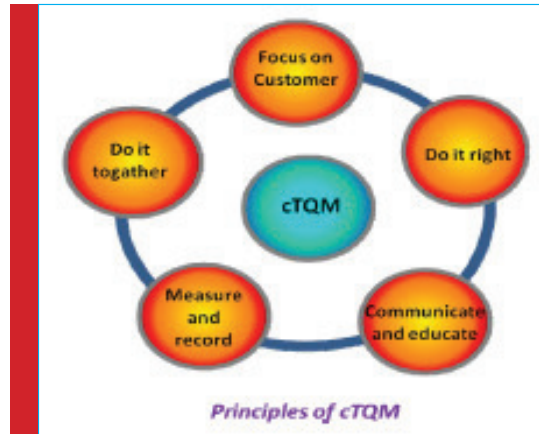 Focus on
Customer
Do it
togather
Do it right
cTQM
Measure
and
record
Communicate
and educate
Principles of cTQM